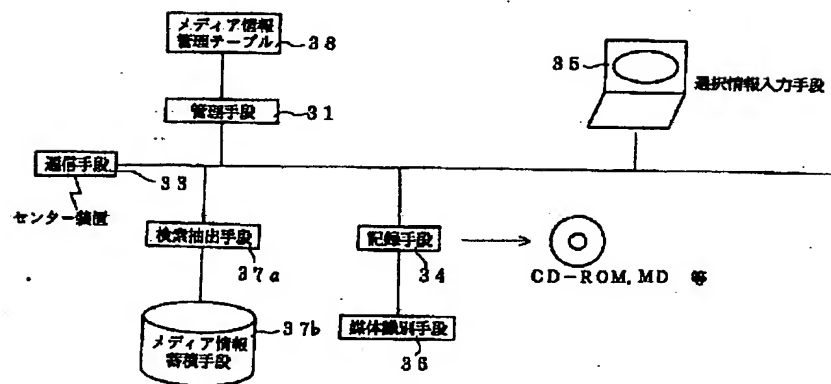 メディア情報
管理テーブル
38
管理手段
31
35
選択情報入力手段
通信手段
33
センター装置
検索抽出手段
37a
メディア情報
蓄積手段
37b
記録手段
34
CD-ROM,MD 等
媒体識別手段
36